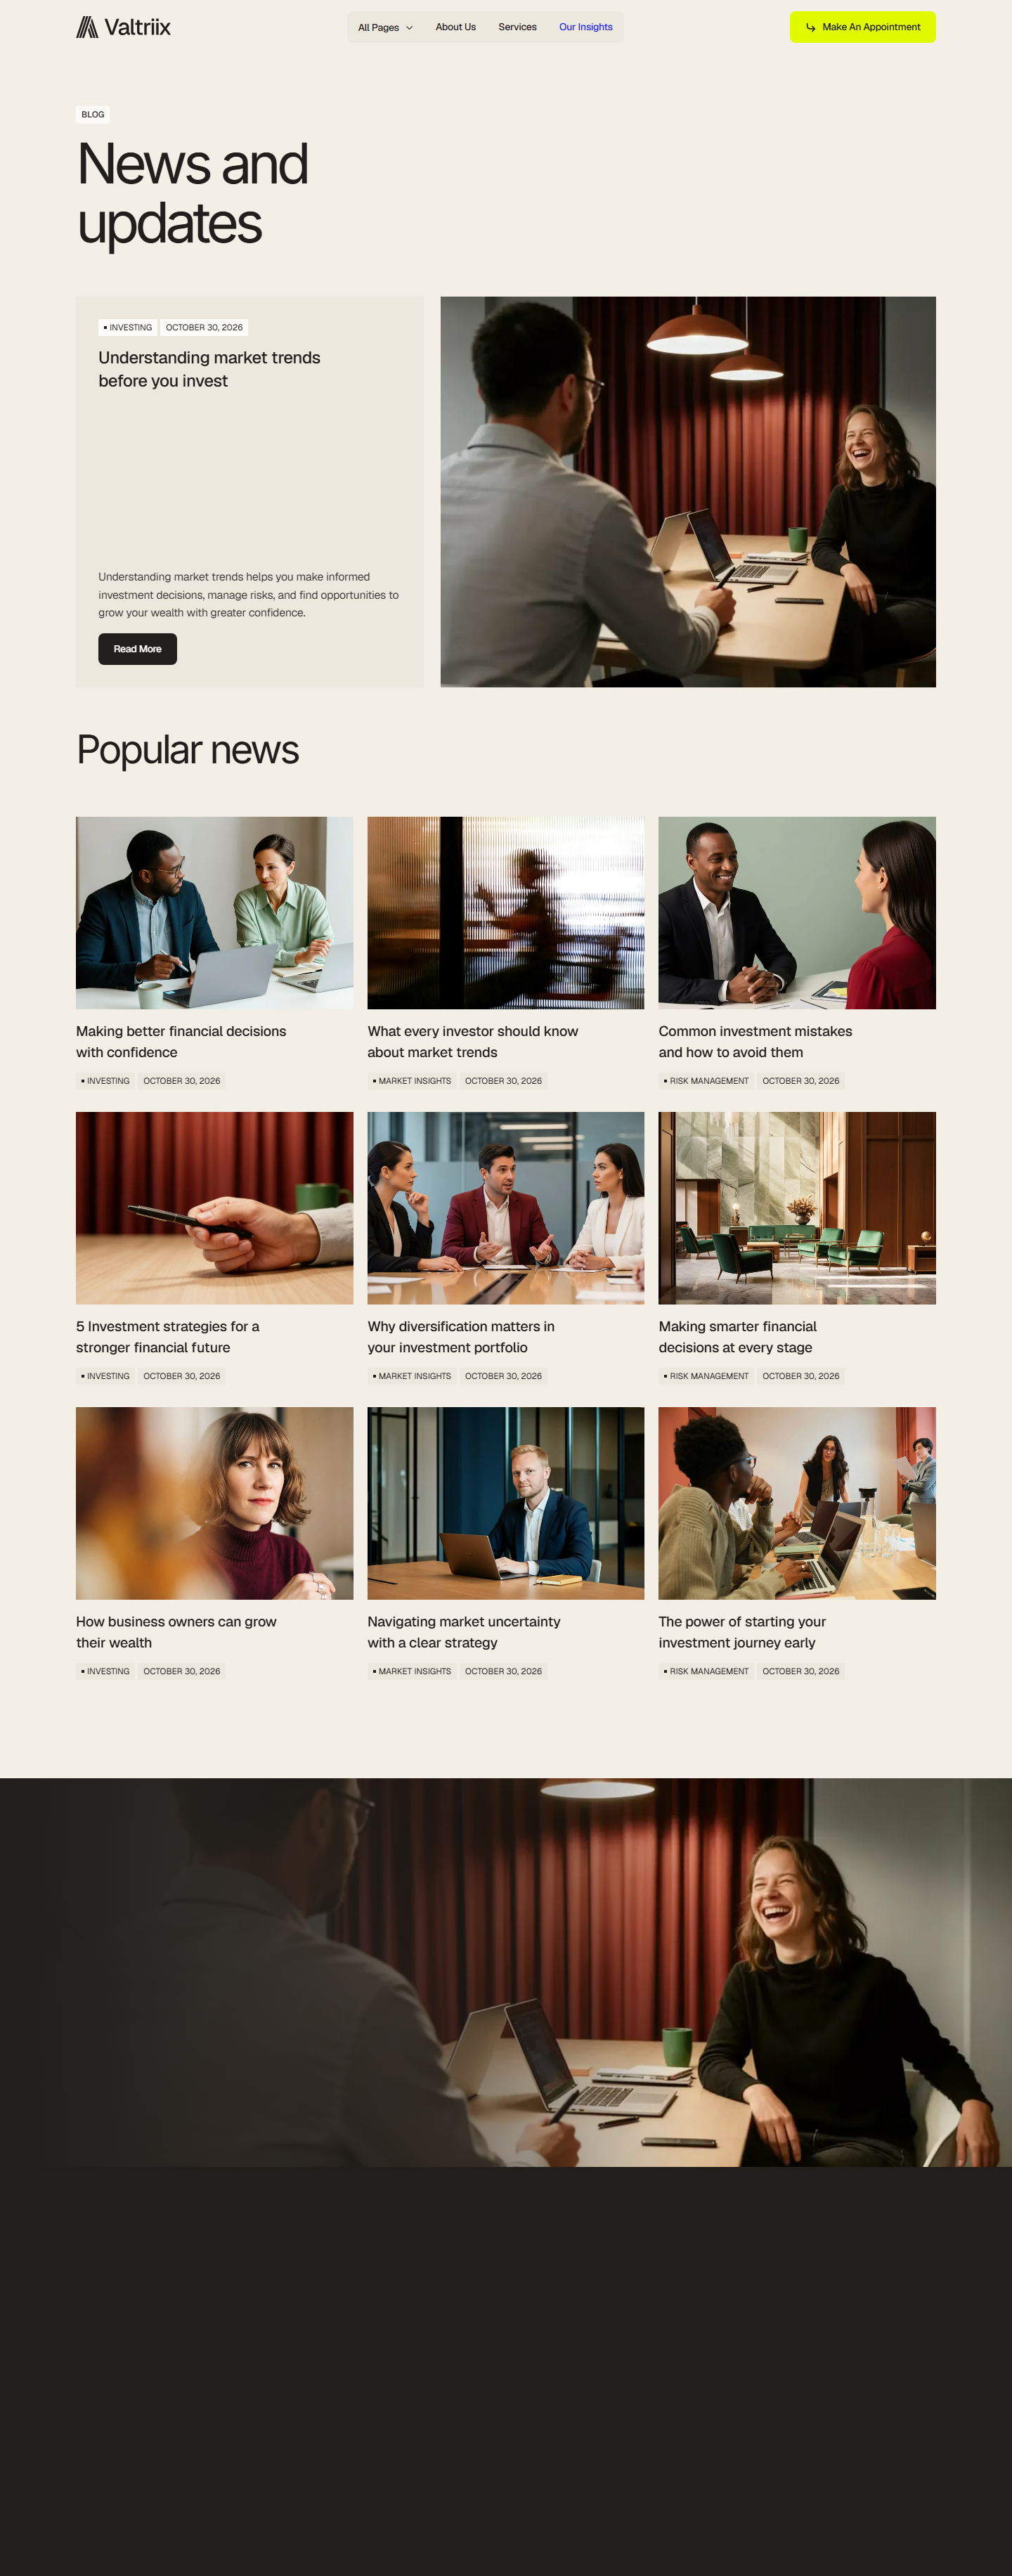 Valtriix
All Pages
About Us
Services
Our Insights
Make An Appointment
BLOG
News and
updates
INVESTING
OCTOBER 30, 2026
Understanding market trends
before you invest
Understanding market trends helps you make informed
investment decisions, manage risks, and find opportunities to
grow your wealth with greater confidence.
Read More
Popular news
Making better financial decisions
with confidence
INVESTING
OCTOBER 30, 2026
What every investor should know
about market trends
MARKET INSIGHTS
OCTOBER 30, 2026
Common investment mistakes
and how to avoid them
RISK MANAGEMENT
OCTOBER 30, 2026
5 Investment strategies for a
stronger financial future
INVESTING
OCTOBER 30, 2026
Why diversification matters in
your investment portfolio
MARKET INSIGHTS
OCTOBER 30, 2026
Making smarter financial
decisions at every stage
RISK MANAGEMENT
OCTOBER 30, 2026
How business owners can grow
their wealth
INVESTING
OCTOBER 30, 2026
Navigating market uncertainty
with a clear strategy
MARKET INSIGHTS
OCTOBER 30, 2026
The power of starting your
investment journey early
RISK MANAGEMENT
OCTOBER 30, 2026